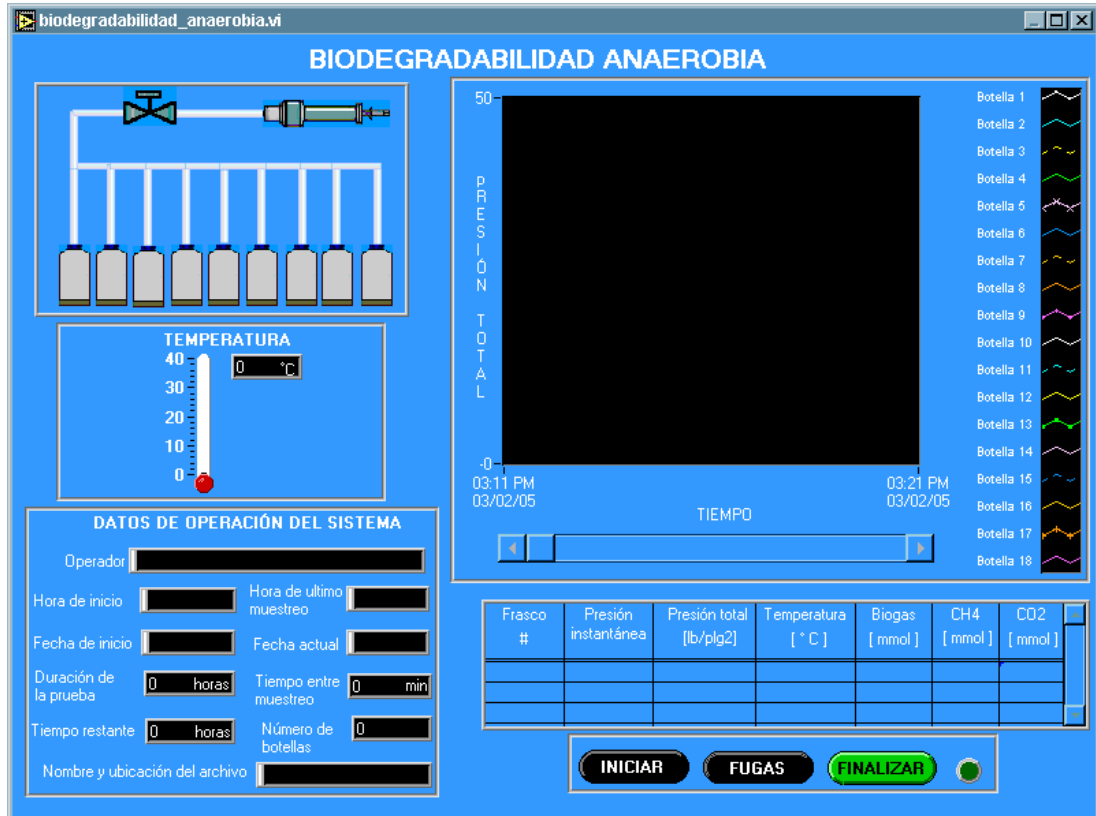 biodegradabilidad_anaerobia.vi
BIODEGRADABILIDAD ANAEROBIA
TEMPERATURA
40
30
20
10
0
0 °C
DATOS DE OPERACIÓN DEL SISTEMA
Operador
Hora de inicio
Hora de ultimo
muestreo
Fecha de inicio
Fecha actual
Duración de
la prueba
0 horas
Tiempo entre
muestreo
0 min
Tiempo restante
0 horas
Número de
botellas
0
Nombre y ubicación del archivo
50
PRESIÓN TOTAL
-0
03:11 PM
03/02/05
03:21 PM
03/02/05
TIEMPO
Botella 1
Botella 2
Botella 3
Botella 4
Botella 5
Botella 6
Botella 7
Botella 8
Botella 9
Botella 10
Botella 11
Botella 12
Botella 13
Botella 14
Botella 15
Botella 16
Botella 17
Botella 18
Frasco
#
Presión
instantánea
Presión total
[lb/plg2]
Temperatura
[ ° C ]
Biogas
[ mmol ]
CH4
[ mmol ]
CO2
[ mmol ]
INICIAR
FUGAS
FINALIZAR